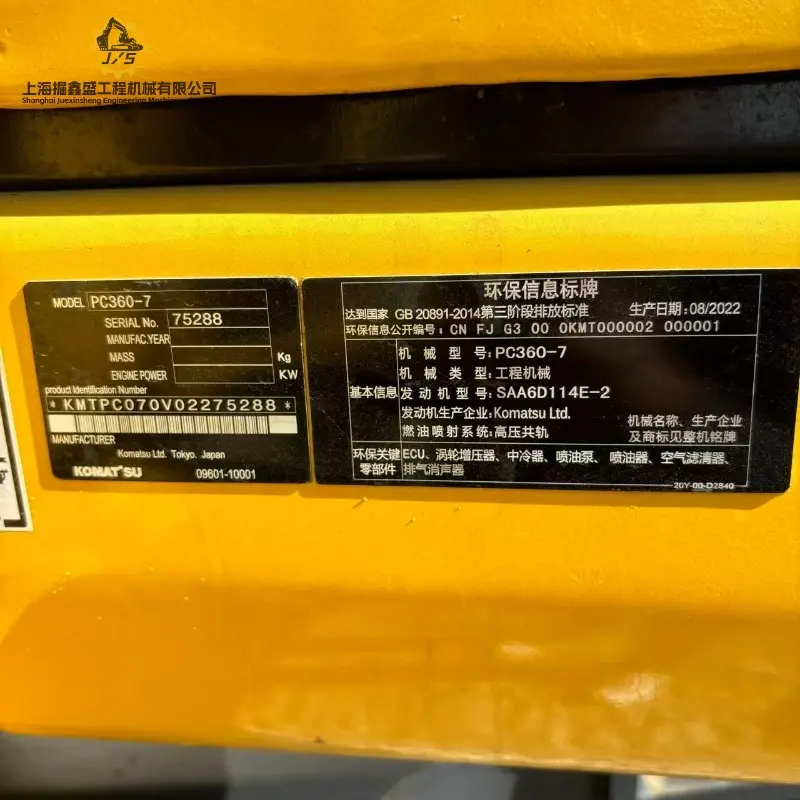 JXS
上海掘鑫盛工程机械有限公司
Shanghai Juexinsheng Engineering Machinery
MODEL PC360-7
SERIAL No. 75288
MANUFAC.YEAR
MASS Kg
ENGINE POWER KW
product Identification Number
*KMTPC070V02275288*
MANUFACTURER
Komatsu Ltd. Tokyo. Japan
KOMATSU 09601-10001
环保信息标牌
达到国家 GB 20891-2014第三阶段排放标准 生产日期:08/2022
环保信息公开编号: CN FJ G3 00 0KMT000002 000001
基本信息
机 械 型 号:PC360-7
机 械 类 型:工程机械
发 动 机 型 号:SAA6D114E-2
发动机生产企业:Komatsu Ltd.
燃油喷射系统:高压共轨
机械名称、生产企业
及商标见整机铭牌
环保关键
零部件
ECU、涡轮增压器、中冷器、喷油泵、喷油器、空气滤清器、
排气消声器
20Y-00-D2840